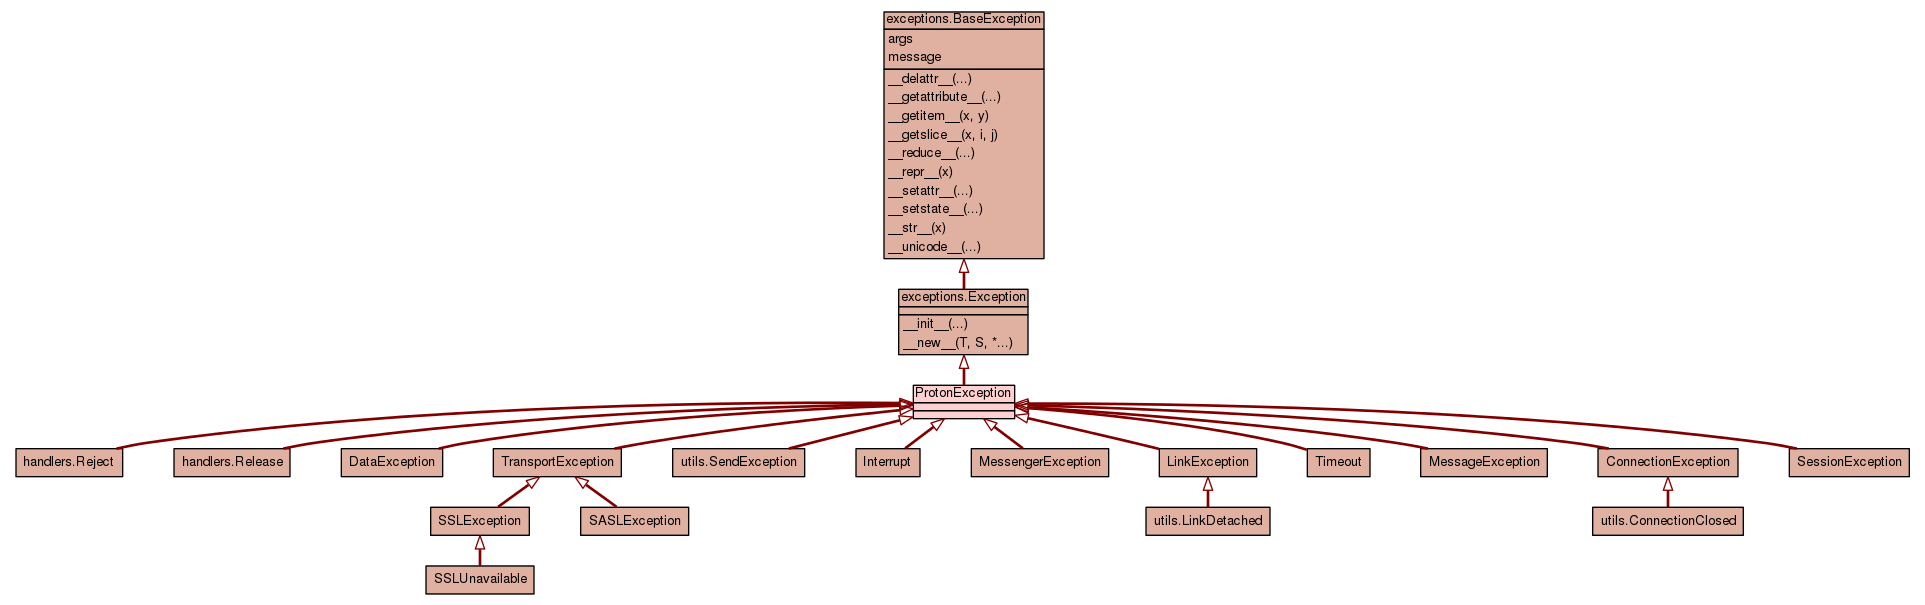 exceptions.BaseException
args
message
__delattr__(...)
__getattribute__(...)
__getitem__(x, y)
__getslice__(x, i, j)
__reduce__(...)
__repr__(x)
__setattr__(...)
__setstate__(...)
__str__(x)
__unicode__(...)
exceptions.Exception
__init__(...)
__new__(T, S, *...)
ProtonException
handlers.Reject
handlers.Release
DataException
TransportException
utils.SendException
Interrupt
MessengerException
LinkException
Timeout
MessageException
ConnectionException
SessionException
SSLException
SASLException
utils.LinkDetached
utils.ConnectionClosed
SSLUnavailable